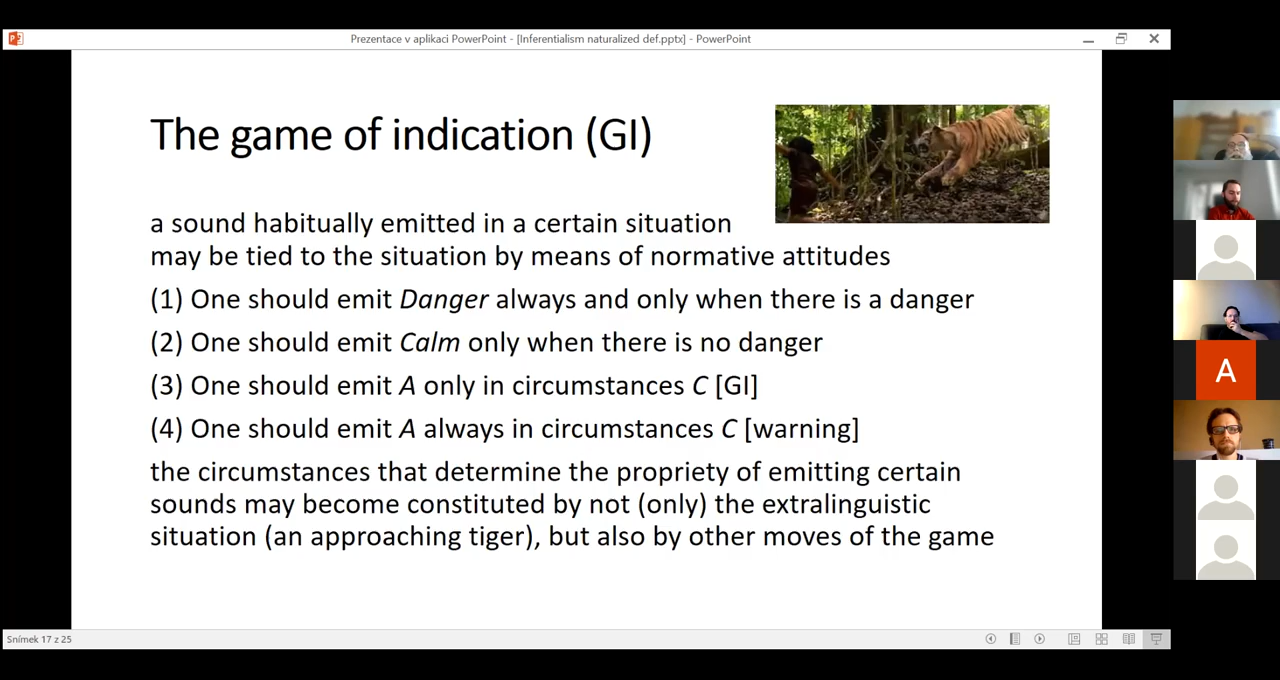 Prezentace v aplikaci PowerPoint - [Inferentialism naturalized def.pptx] - PowerPoint
The game of indication (GI)
a sound habitually emitted in a certain situation
may be tied to the situation by means of normative attitudes
(1) One should emit Danger always and only when there is a danger
(2) One should emit Calm only when there is no danger
(3) One should emit A only in circumstances C [GI]
(4) One should emit A always in circumstances C [warning]
the circumstances that determine the propriety of emitting certain
sounds may become constituted by not (only) the extralinguistic
situation (an approaching tiger), but also by other moves of the game
A
Snímek 17 z 25